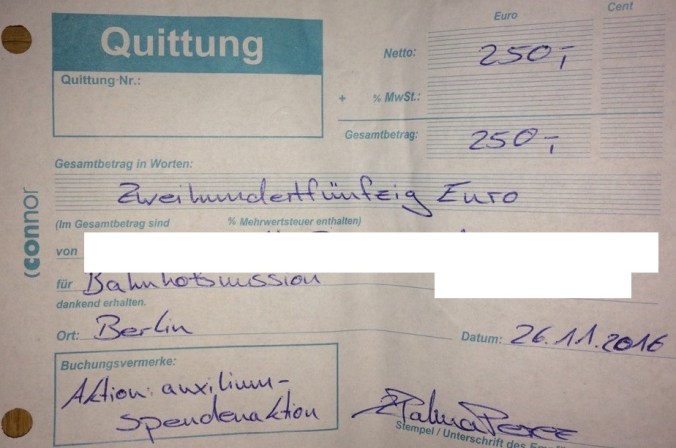 Euro Cent
Quittung
Netto: 250,-
Quittung-Nr.:
+ % MwSt.:
Gesamtbetrag: 250,-
Gesamtbetrag in Worten:
Zweihundertfünfzig Euro
(Im Gesamtbetrag sind % Mehrwertsteuer enthalten)
von
für Bahnhofsmission
dankend erhalten.
Ort: Berlin Datum: 26.11.2016
Buchungsvermerke:
Aktion: auxilium-
Spendenaktion
Stempel / Unterschrift des
connor